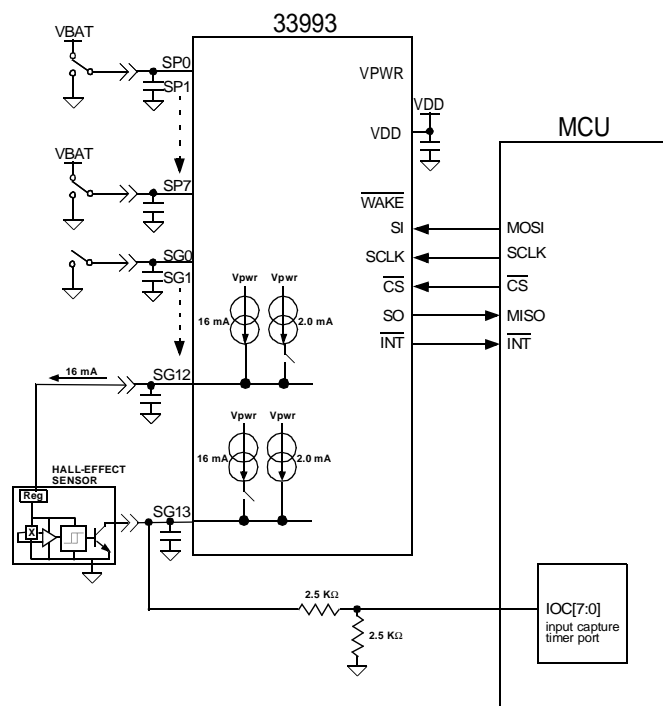 33993
MCU
VBAT
SP0
SP1
VPWR
VDD
VDD
VBAT
SP7
WAKE
SI
MOSI
SG0
SG1
SCLK
SCLK
CS
CS
Vpwr
Vpwr
16 mA
2.0 mA
SO
MISO
INT
INT
16 mA
SG12
Vpwr
Vpwr
16 mA
2.0 mA
HALL-EFFECT
SENSOR
Reg
X
SG13
2.5 KΩ
2.5 KΩ
IOC[7:0]
input capture
timer port